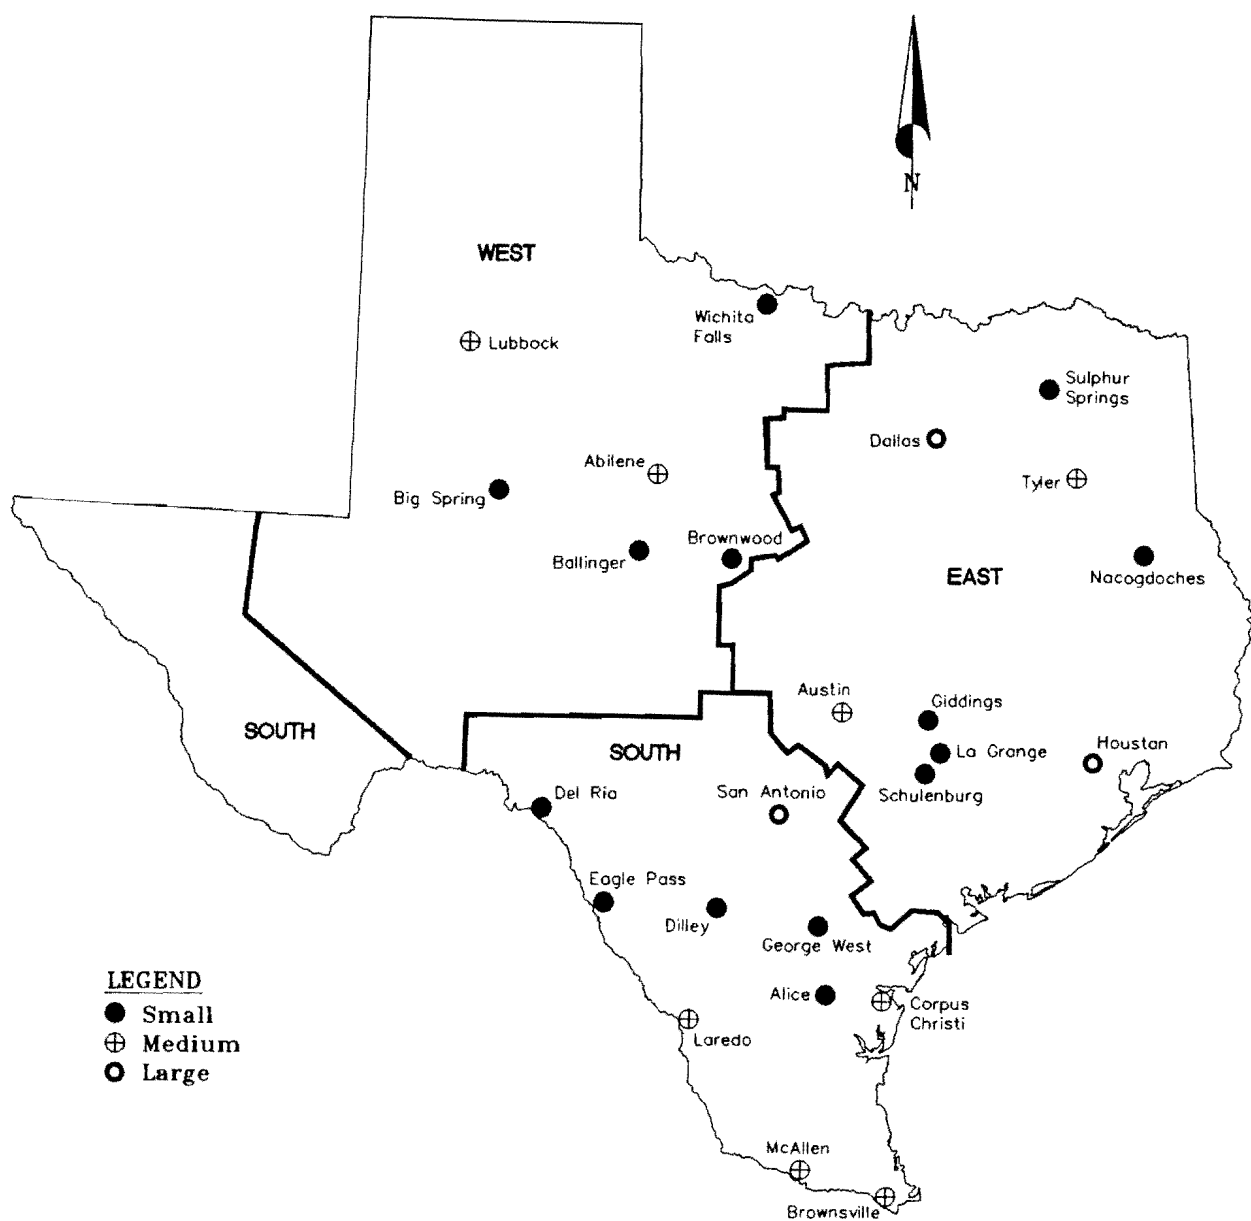 N
WEST
Wichita
Falls
Lubbock
Sulphur
Springs
Dallas
Abilene
Tyler
Big Spring
Brownwood
Ballinger
EAST
Nacogdoches
Austin
Giddings
SOUTH
SOUTH
La Grange
Houstan
Del Ria
San Antonio
Schulenburg
Eagle Pass
Dilley
George West
LEGEND
Small
Medium
Large
Alice
Corpus
Christi
Laredo
McAllen
Brownsville